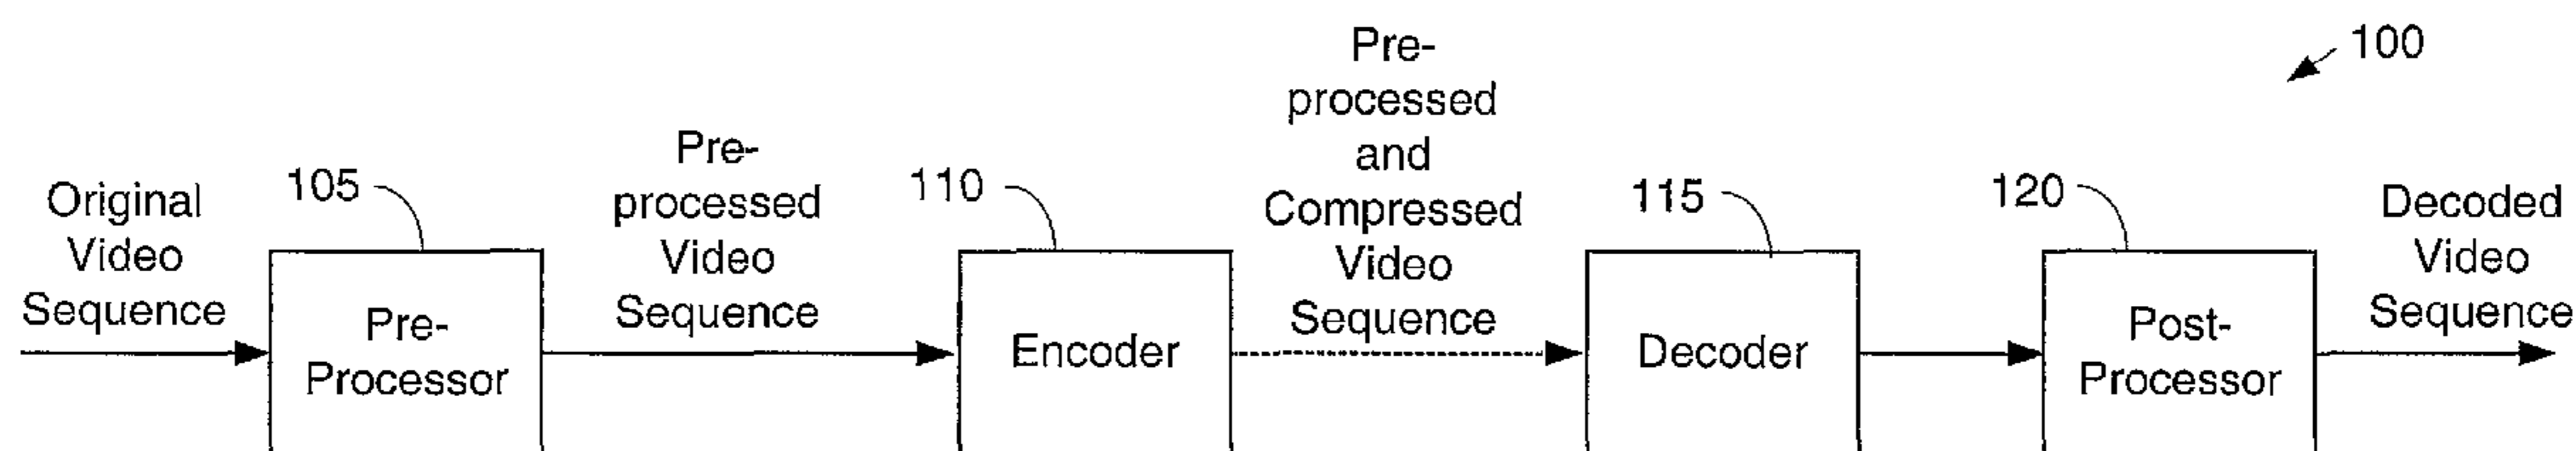 100
Original
Video
Sequence
105
Pre-
Processor
Pre-
processed
Video
Sequence
110
Encoder
Pre-
processed
and
Compressed
Video
Sequence
115
Decoder
120
Post-
Processor
Decoded
Video
Sequence